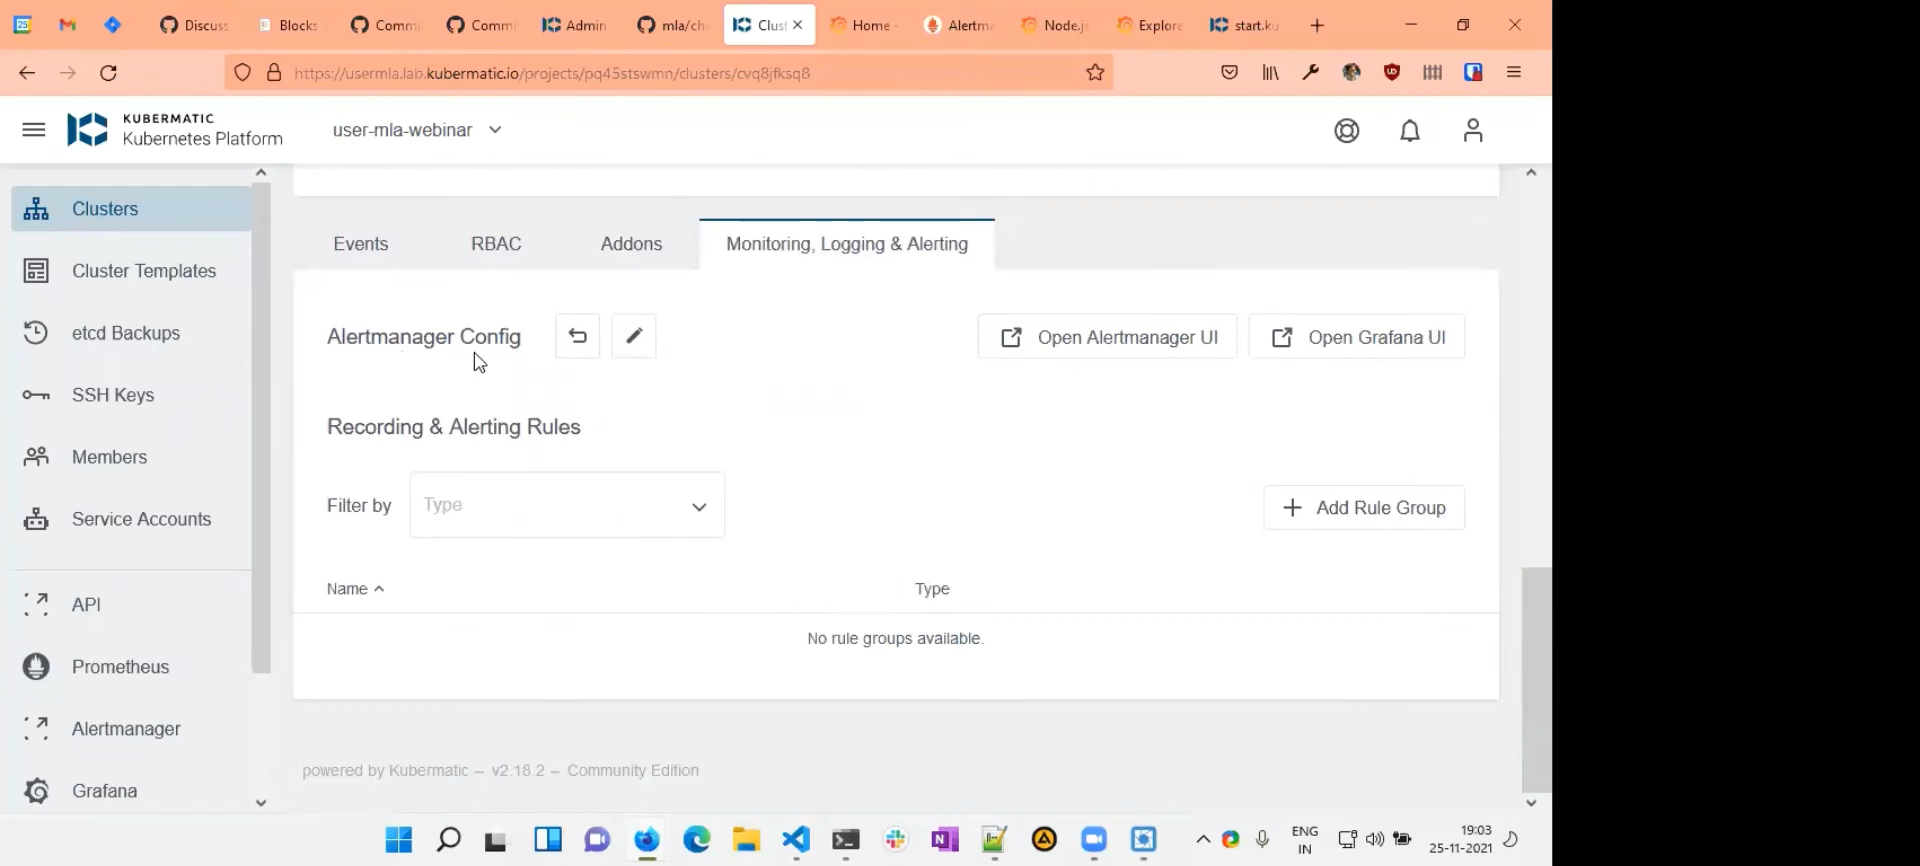 Discuss
Blocks
Comm
Comm
Admin
mla/cha
Clust
Home -
Alertma
Node.js
Explore
start.ku
https://usermla.lab.kubermatic.io/projects/pq45stswmn/clusters/cvq8jfksq8
KUBERMATIC
Kubernetes Platform
user-mla-webinar
Clusters
Cluster Templates
etcd Backups
SSH Keys
Members
Service Accounts
API
Prometheus
Alertmanager
Grafana
Events
RBAC
Addons
Monitoring, Logging & Alerting
Alertmanager Config
Open Alertmanager UI
Open Grafana UI
Recording & Alerting Rules
Filter by
Type
Add Rule Group
Name
Type
No rule groups available.
powered by Kubermatic – v2.18.2 – Community Edition
ENG
IN
19:03
25-11-2021